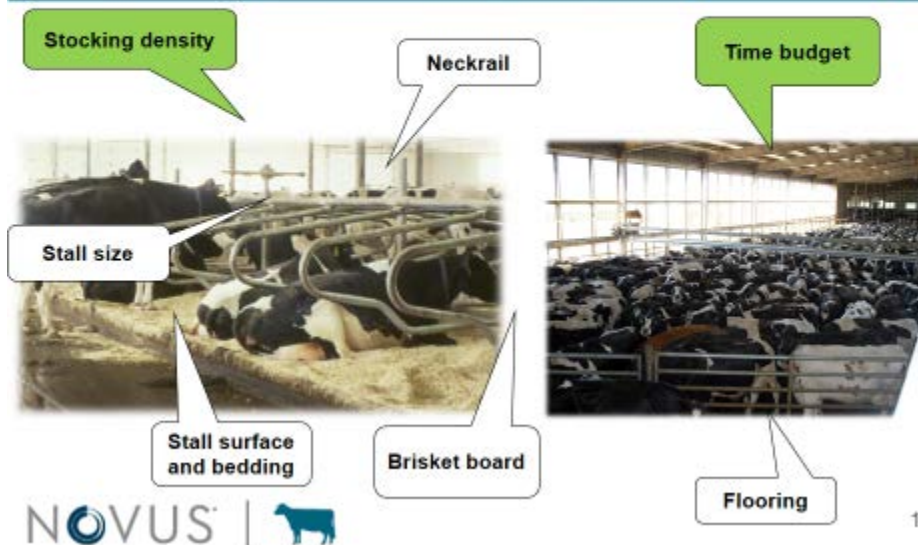 Stocking density
Neckrail
Time budget
Stall size
Stall surface
and bedding
Brisket board
Flooring
NOVUS
1